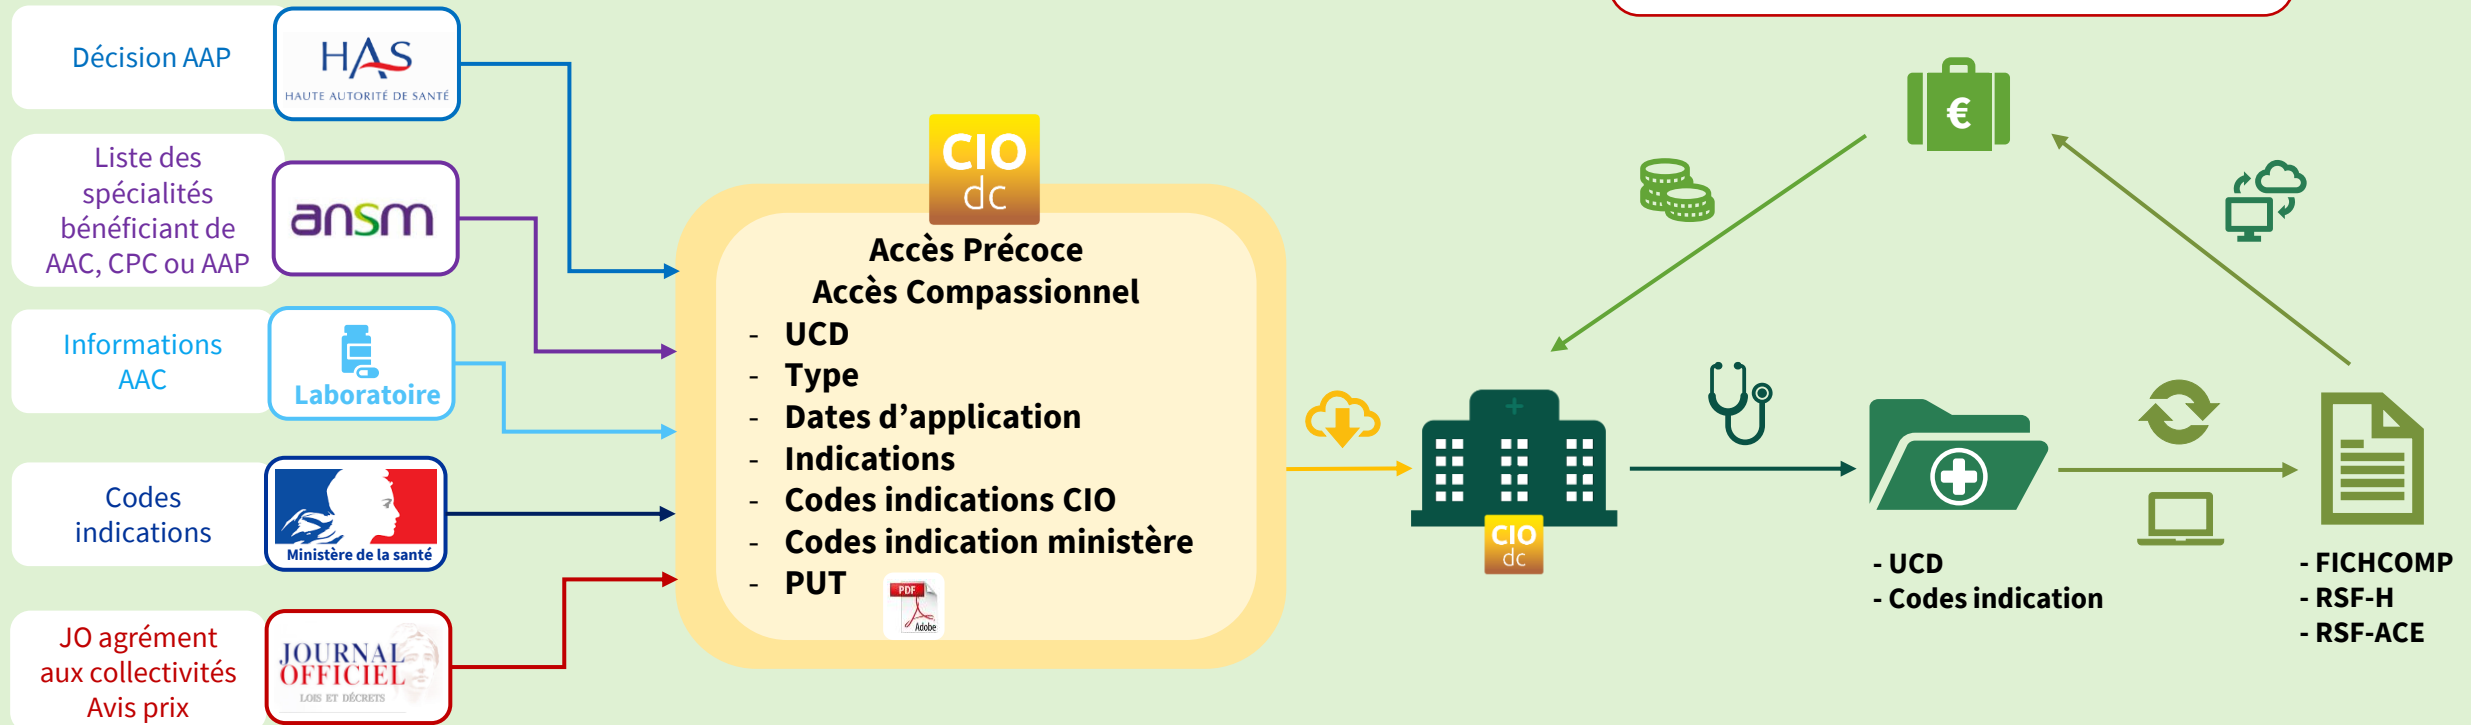 Décision AAP
HAS
HAUTE AUTORITÉ DE SANTÉ
Liste des
spécialités
bénéficiant de
AAC, CPC ou AAP
ansm
Informations
AAC
Laboratoire
Codes
indications
Ministère de la santé
JO agrément
aux collectivités
Avis prix
JOURNAL
OFFICIEL
LOIS ET DÉCRETS
CIO
dc
Accès Précoce
Accès Compassionnel
- UCD
- Type
- Dates d’application
- Indications
- Codes indications CIO
- Codes indication ministère
- PUT
PDF
Adobe
CIO
dc
€
- UCD
- Codes indication
- FICHCOMP
- RSF-H
- RSF-ACE